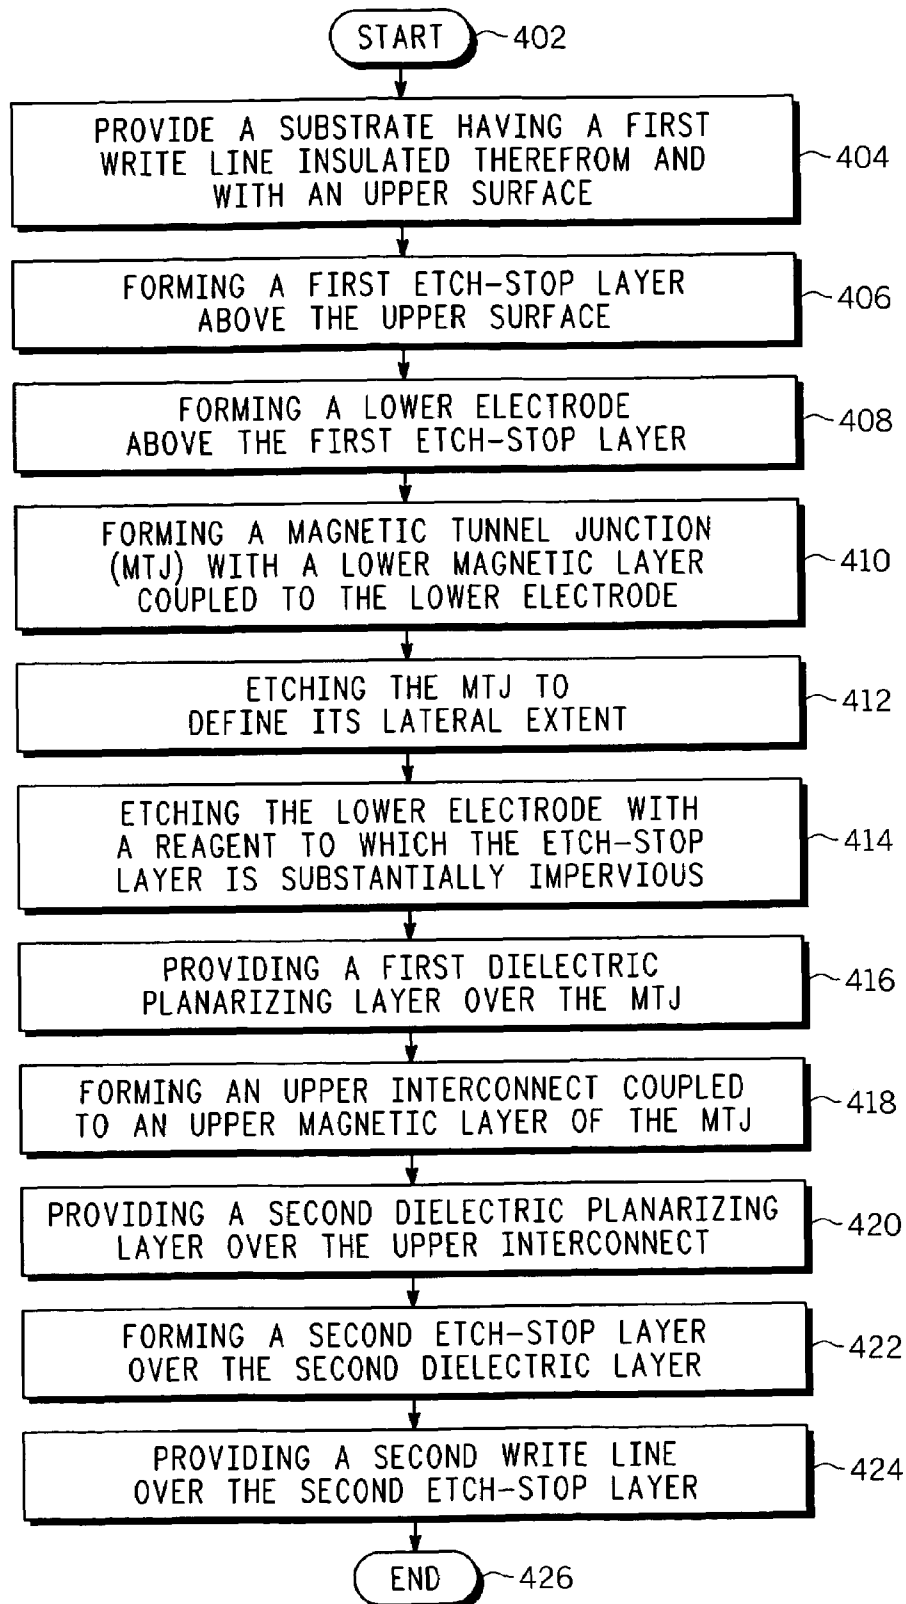 START
402
PROVIDE A SUBSTRATE HAVING A FIRST
WRITE LINE INSULATED THEREFROM AND
WITH AN UPPER SURFACE
404
FORMING A FIRST ETCH-STOP LAYER
ABOVE THE UPPER SURFACE
406
FORMING A LOWER ELECTRODE
ABOVE THE FIRST ETCH-STOP LAYER
408
FORMING A MAGNETIC TUNNEL JUNCTION
(MTJ) WITH A LOWER MAGNETIC LAYER
COUPLED TO THE LOWER ELECTRODE
410
ETCHING THE MTJ TO
DEFINE ITS LATERAL EXTENT
412
ETCHING THE LOWER ELECTRODE WITH
A REAGENT TO WHICH THE ETCH-STOP
LAYER IS SUBSTANTIALLY IMPERVIOUS
414
PROVIDING A FIRST DIELECTRIC
PLANARIZING LAYER OVER THE MTJ
416
FORMING AN UPPER INTERCONNECT COUPLED
TO AN UPPER MAGNETIC LAYER OF THE MTJ
418
PROVIDING A SECOND DIELECTRIC PLANARIZING
LAYER OVER THE UPPER INTERCONNECT
420
FORMING A SECOND ETCH-STOP LAYER
OVER THE SECOND DIELECTRIC LAYER
422
PROVIDING A SECOND WRITE LINE
OVER THE SECOND ETCH-STOP LAYER
424
END
426